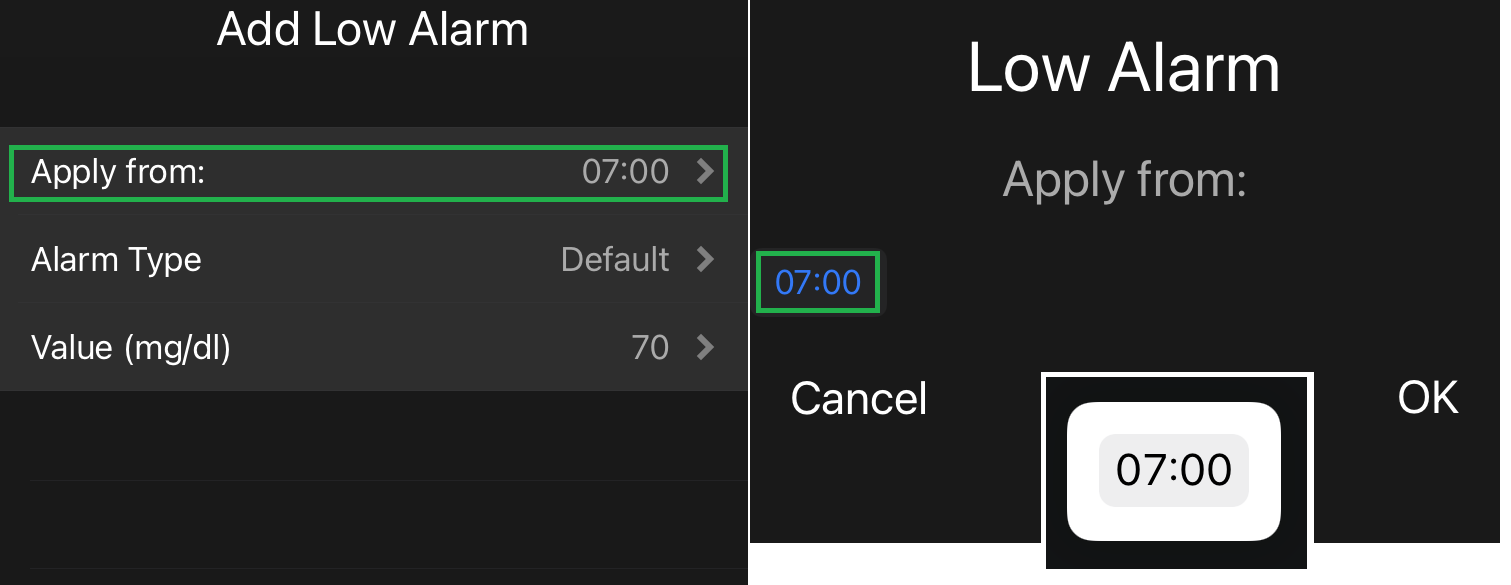 Add Low Alarm
Apply from: 07:00
Alarm Type Default
Value (mg/dl) 70
Low Alarm
Apply from:
07:00
Cancel OK
07:00